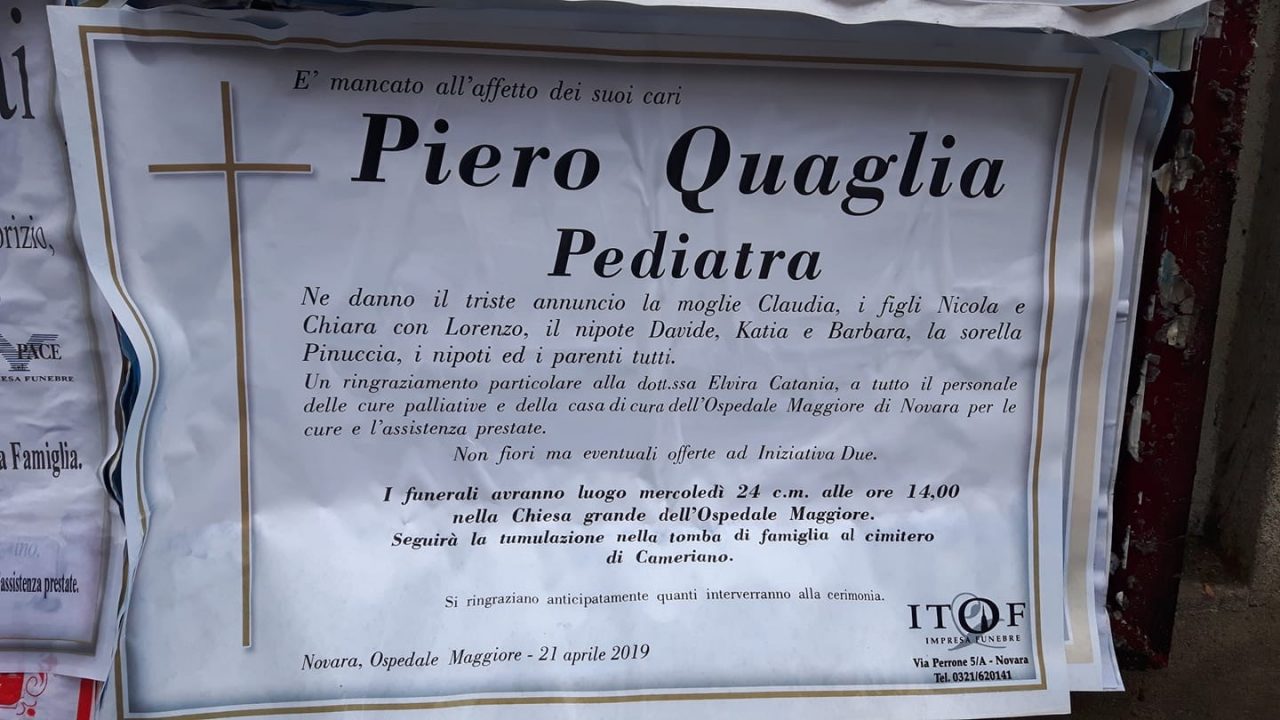 E' mancato all'affetto dei suoi cari
Piero Quaglia
Pediatra
Ne danno il triste annuncio la moglie Claudia, i figli Nicola e
Chiara con Lorenzo, il nipote Davide, Katia e Barbara, la sorella
Pinuccia, i nipoti ed i parenti tutti.
Un ringraziamento particolare alla dott.ssa Elvira Catania, a tutto il personale
delle cure palliative e della casa di cura dell'Ospedale Maggiore di Novara per le
cure e l'assistenza prestate.
Non fiori ma eventuali offerte ad Iniziativa Due.
I funerali avranno luogo mercoledì 24 c.m. alle ore 14,00
nella Chiesa grande dell'Ospedale Maggiore.
Seguirà la tumulazione nella tomba di famiglia al cimitero
di Cameriano.
Si ringraziano anticipatamente quanti interverranno alla cerimonia.
Novara, Ospedale Maggiore - 21 aprile 2019
ITOF
IMPRESA FUNEBRE
Via Perrone 5/A - Novara
Tel. 0321/620141
PACE
FUNEBRE
a Famiglia.
assistenza prestate.